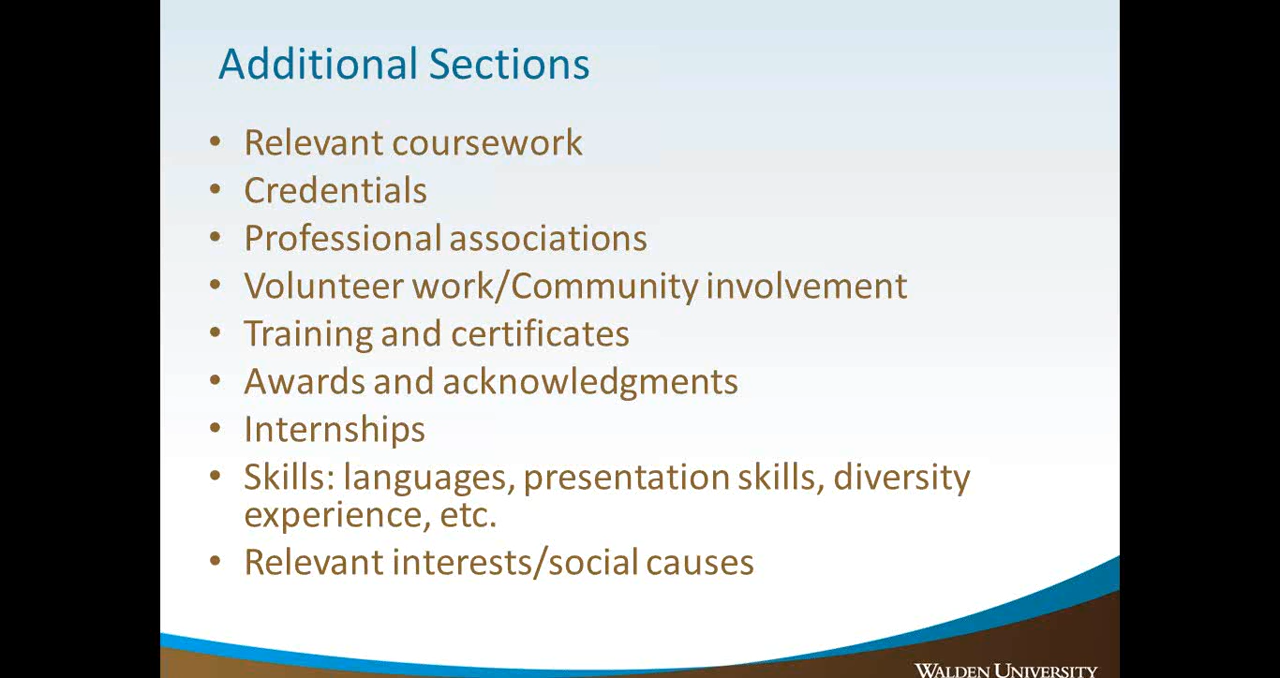 Additional Sections
• Relevant coursework
• Credentials
• Professional associations
• Volunteer work/Community involvement
• Training and certificates
• Awards and acknowledgments
• Internships
• Skills: languages, presentation skills, diversity
experience, etc.
• Relevant interests/social causes
WALDEN UNIVERSITY